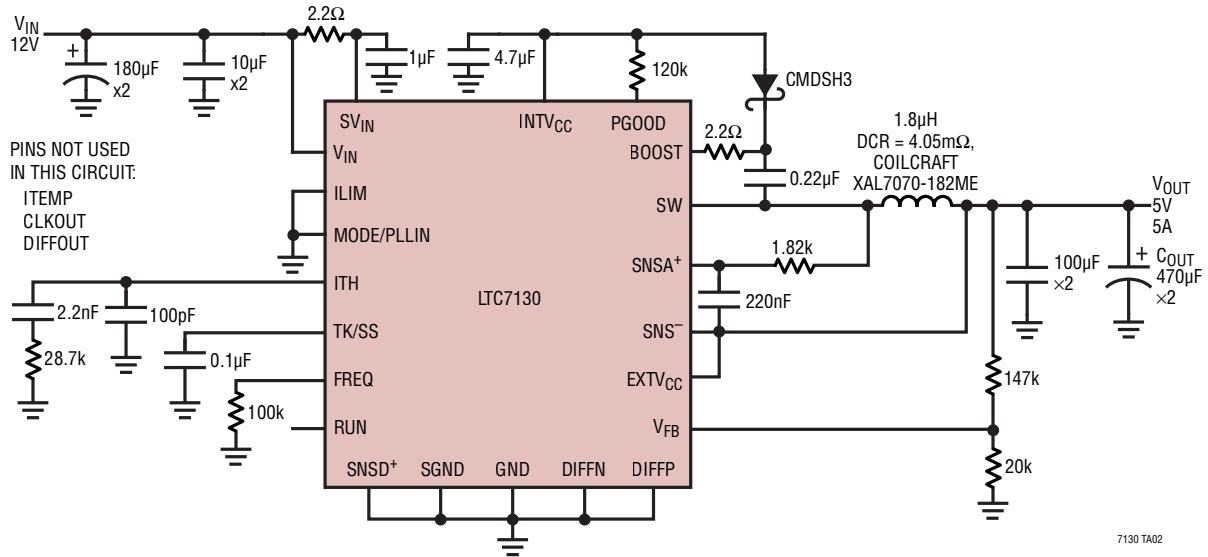 V_IN
12V
2.2Ω
180μF
x2
10μF
x2
1μF
4.7μF
120k
CMDSH3
SV_IN
INTV_CC
PGOOD
V_IN
BOOST
2.2Ω
0.22μF
1.8μH
DCR = 4.05mΩ,
COILCRAFT
XAL7070-182ME
PINS NOT USED
IN THIS CIRCUIT:
ITEMP
CLKOUT
DIFFOUT
ILIM
MODE/PLLIN
SW
V_OUT
5V
5A
SNSA⁺
1.82k
220nF
100μF
×2
+
C_OUT
470μF
×2
ITH
2.2nF
100pF
28.7k
LTC7130
SNS⁻
TK/SS
0.1μF
EXTV_CC
147k
FREQ
100k
RUN
V_FB
20k
SNSD⁺
SGND
GND
DIFFN
DIFFP
+
7130 TA02